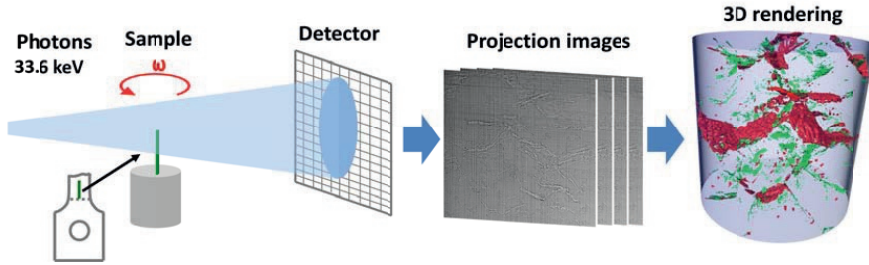 Photons
33.6 keV
Sample
ω
Detector
Projection images
3D rendering